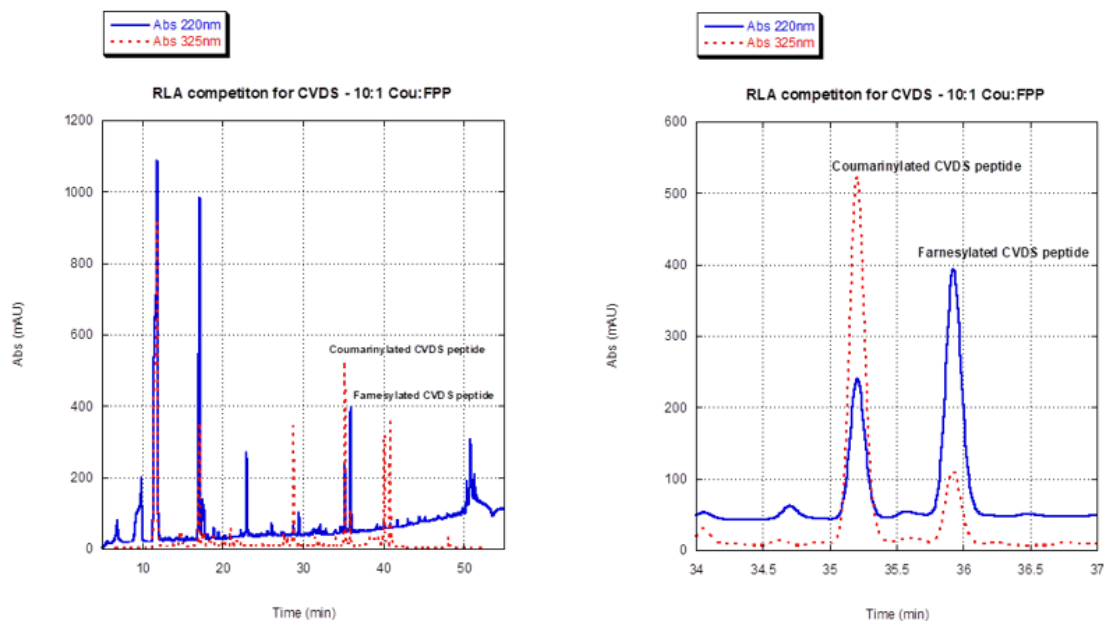 Abs 220nm
Abs 325nm
RLA competiton for CVDS - 10:1 Cou:FPP
1200
1000
800
600
400
200
0
Abs (mAU)
Coumarinylated CVDS peptide
Farnesylated CVDS peptide
10
20
30
40
50
Time (min)
Abs 220nm
Abs 325nm
RLA competiton for CVDS - 10:1 Cou:FPP
600
500
400
300
200
100
0
Abs (mAU)
Coumarinylated CVDS peptide
Farnesylated CVDS peptide
34
34.5
35
35.5
36
36.5
37
Time (min)